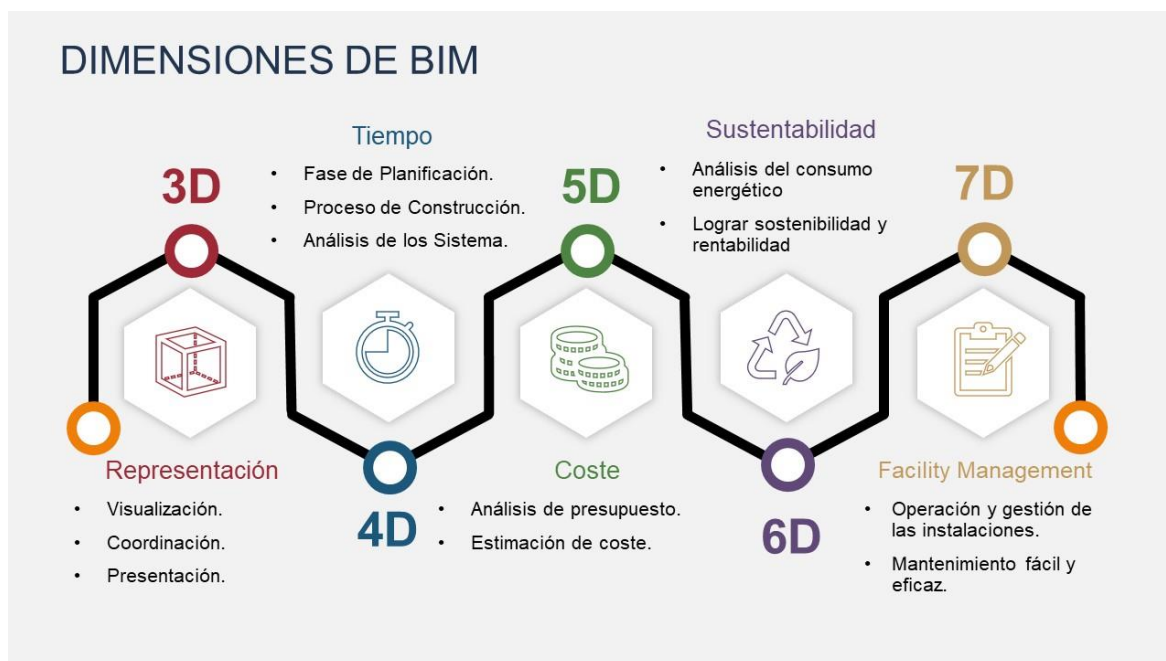 DIMENSIONES DE BIM
3D
Representación
• Visualización.
• Coordinación.
• Presentación.
Tiempo
• Fase de Planificación.
• Proceso de Construcción.
• Análisis de los Sistema.
4D
5D
Coste
• Análisis de presupuesto.
• Estimación de coste.
Sustentabilidad
• Análisis del consumo
energético
• Lograr sostenibilidad y
rentabilidad
6D
7D
Facility Management
• Operación y gestión de
las instalaciones.
• Mantenimiento fácil y
eficaz.